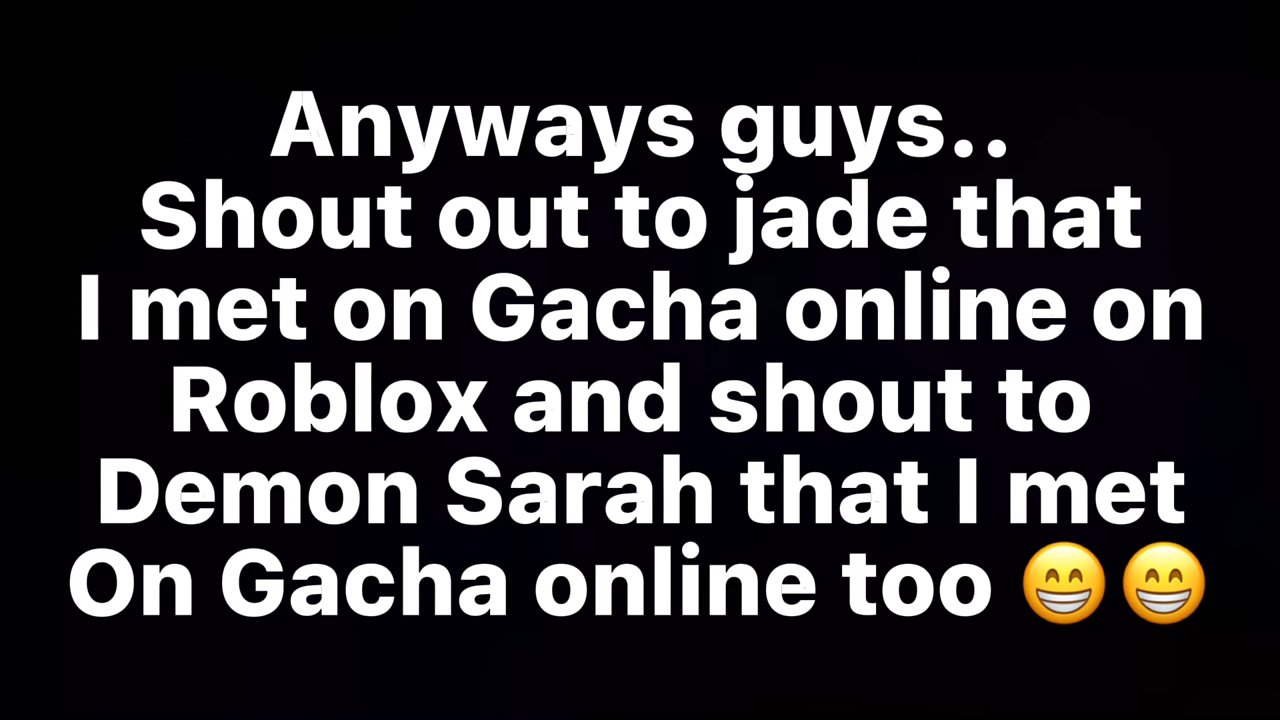 Anyways guys..
Shout out to jade that
I met on Gacha online on
Roblox and shout to
Demon Sarah that I met
On Gacha online too 😁😁